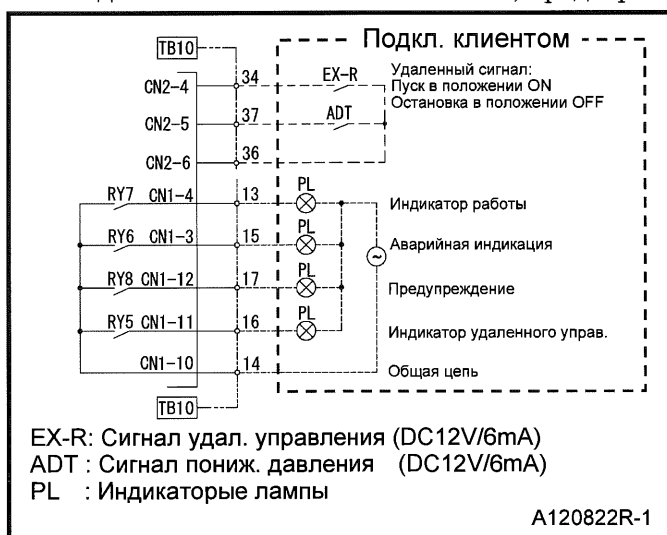 TB10
Подкл. клиентом
CN2-4 34 EX-R Удаленный сигнал:
Пуск в положении ON
Остановка в положении OFF
CN2-5 37 ADT
CN2-6 36
RY7 CN1-4 13 PL Индикатор работы
RY6 CN1-3 15 PL Аварийная индикация
RY8 CN1-12 17 PL Предупреждение
RY5 CN1-11 16 PL Индикатор удаленного управ.
CN1-10 14 Общая цепь
TB10
EX-R: Сигнал удал. управления (DC12V/6mA)
ADT : Сигнал пониж. давления (DC12V/6mA)
PL : Индикаторые лампы
A120822R-1